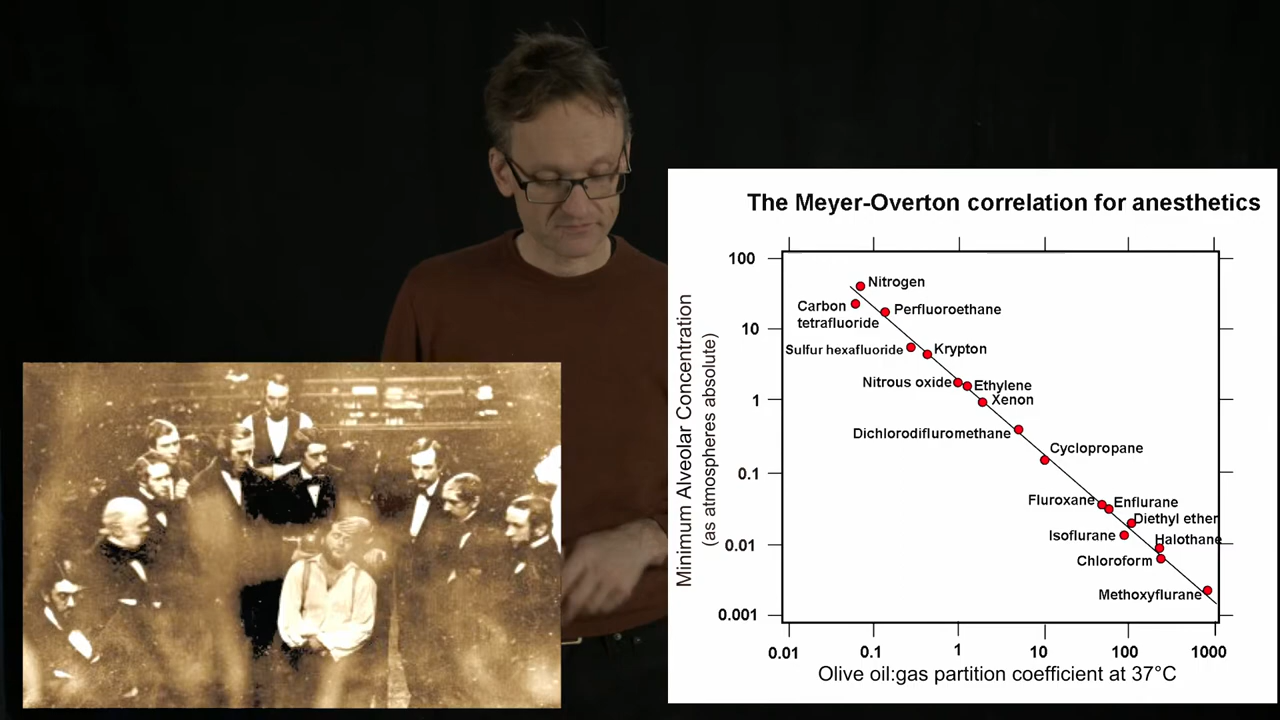 The Meyer-Overton correlation for anesthetics
Minimum Alveolar Concentration
(as atmospheres absolute)
100
10
1
0.1
0.01
0.001
Nitrogen
Carbon
tetrafluoride
Perfluoroethane
Sulfur hexafluoride
Krypton
Nitrous oxide
Ethylene
Xenon
Dichlorodifluromethane
Cyclopropane
Fluroxane
Enflurane
Diethyl ether
Isoflurane
Halothane
Chloroform
Methoxyflurane
0.01 0.1 1 10 100 1000
Olive oil:gas partition coefficient at 37°C